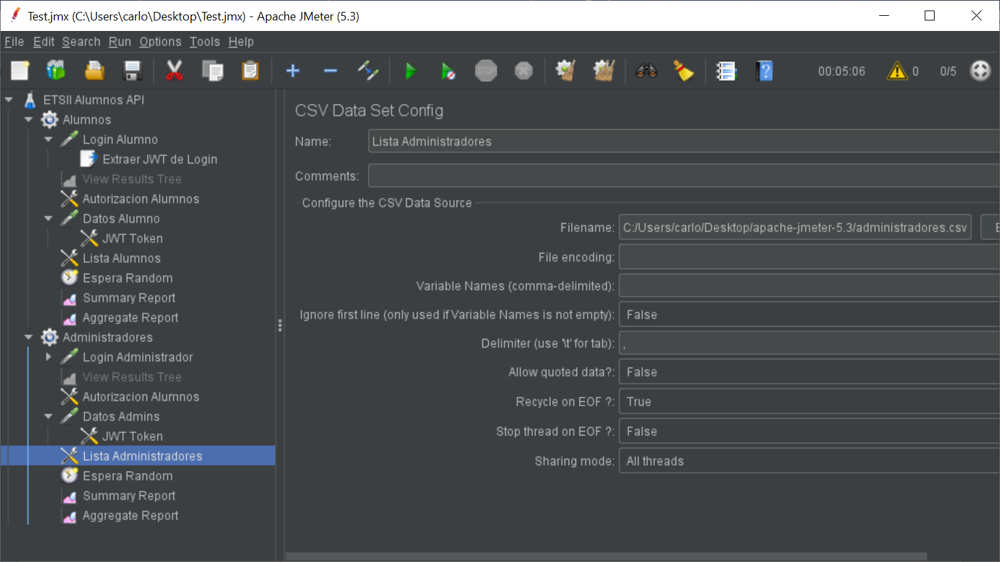 Test.jmx (C:\Users\carlo\Desktop\Test.jmx) - Apache JMeter (5.3)
File Edit Search Run Options Tools Help
STOP
00:05:06
0
0/5
ETSII Alumnos API
Alumnos
Login Alumno
Extraer JWT de Login
View Results Tree
Autorizacion Alumnos
Datos Alumno
JWT Token
Lista Alumnos
Espera Random
Summary Report
Aggregate Report
Administradores
Login Administrador
View Results Tree
Autorizacion Alumnos
Datos Admins
JWT Token
Lista Administradores
Espera Random
Summary Report
Aggregate Report
CSV Data Set Config
Name: Lista Administradores
Comments:
Configure the CSV Data Source
Filename: C:/Users/carlo/Desktop/apache-jmeter-5.3/administradores.csv
File encoding:
Variable Names (comma-delimited):
Ignore first line (only used if Variable Names is not empty): False
Delimiter (use '\t' for tab): ,
Allow quoted data?: False
Recycle on EOF ?: True
Stop thread on EOF ?: False
Sharing mode: All threads